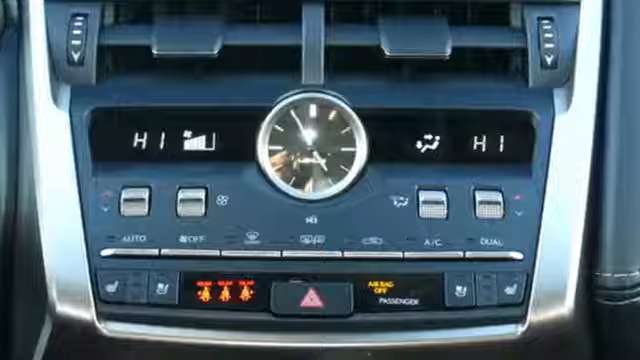 HI
HI
AUTO
OFF
A/C
DUAL
AIR BAG
OFF
PASSENGER